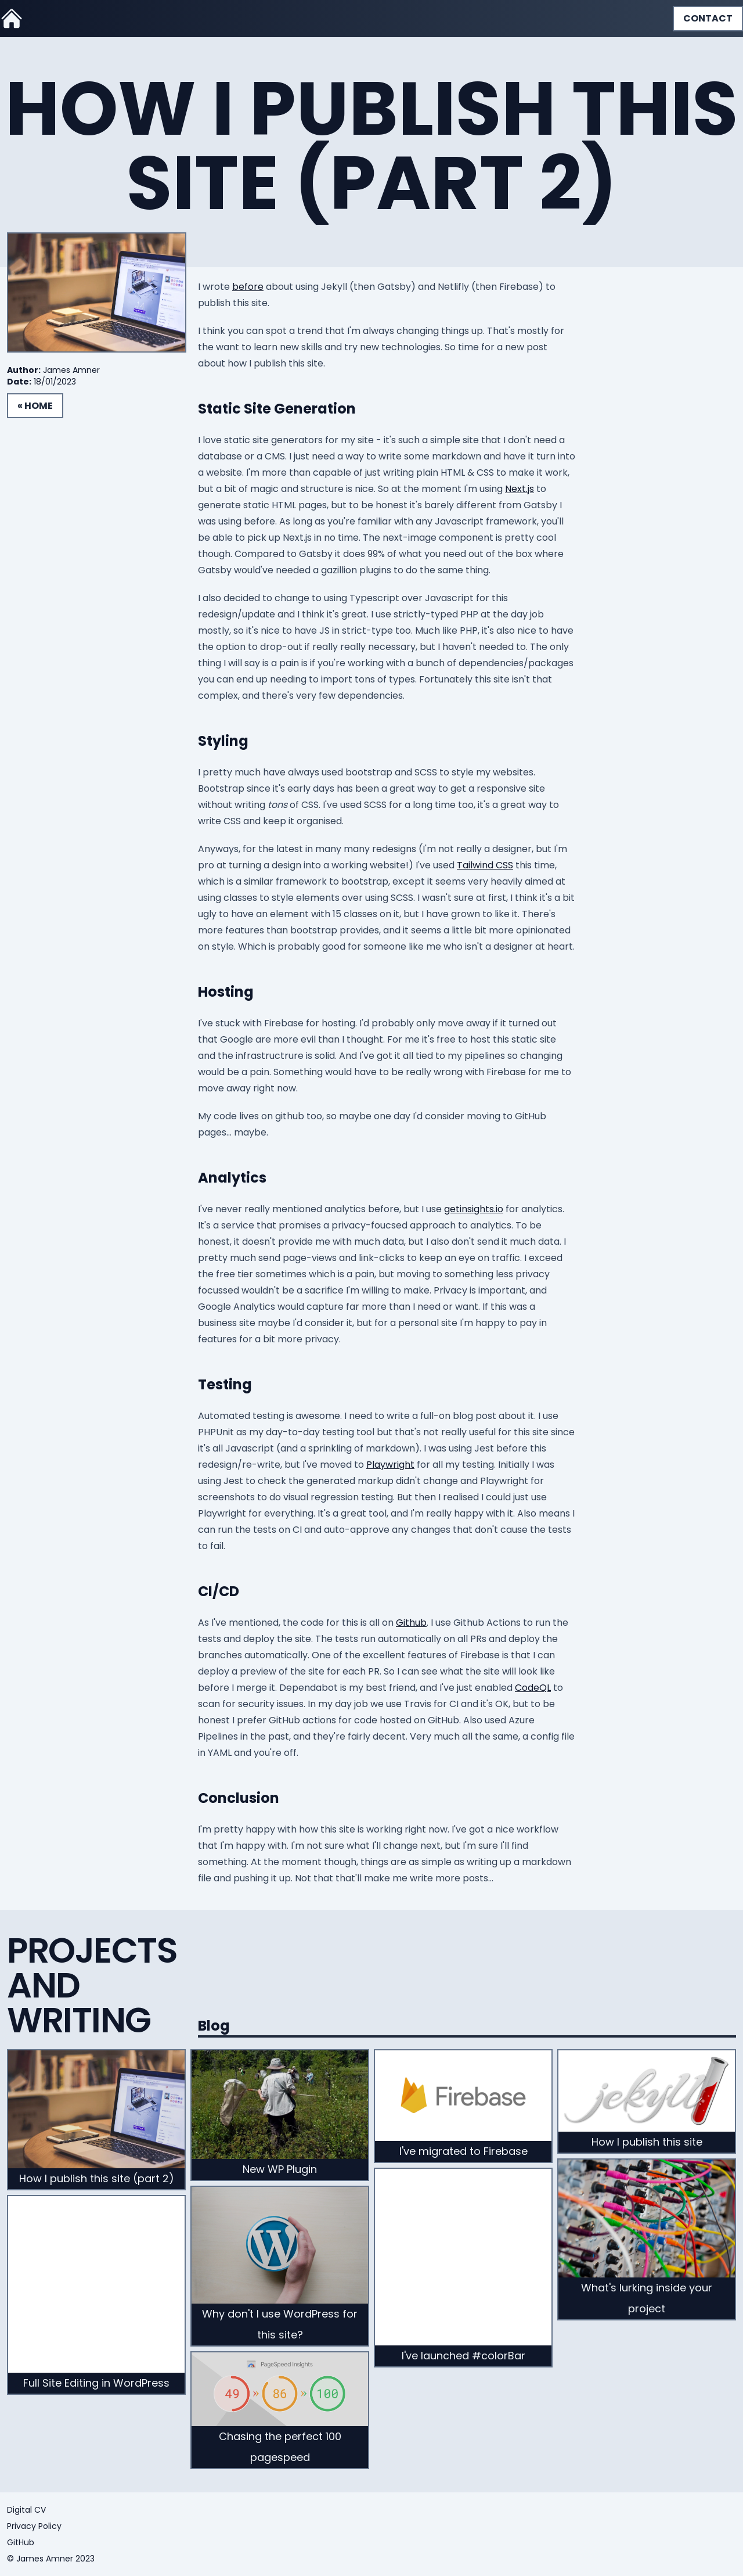 CONTACT
HOW I PUBLISH THIS
SITE (PART 2)
Author: James Amner
Date: 18/01/2023
« HOME
I wrote before about using Jekyll (then Gatsby) and Netlifly (then Firebase) to
publish this site.
I think you can spot a trend that I'm always changing things up. That's mostly for
the want to learn new skills and try new technologies. So time for a new post
about how I publish this site.
Static Site Generation
I love static site generators for my site - it's such a simple site that I don't need a
database or a CMS. I just need a way to write some markdown and have it turn into
a website. I'm more than capable of just writing plain HTML & CSS to make it work,
but a bit of magic and structure is nice. So at the moment I'm using Next.js to
generate static HTML pages, but to be honest it's barely different from Gatsby I
was using before. As long as you're familiar with any Javascript framework, you'll
be able to pick up Next.js in no time. The next-image component is pretty cool
though. Compared to Gatsby it does 99% of what you need out of the box where
Gatsby would've needed a gazillion plugins to do the same thing.
I also decided to change to using Typescript over Javascript for this
redesign/update and I think it's great. I use strictly-typed PHP at the day job
mostly, so it's nice to have JS in strict-type too. Much like PHP, it's also nice to have
the option to drop-out if really really necessary, but I haven't needed to. The only
thing I will say is a pain is if you're working with a bunch of dependencies/packages
you can end up needing to import tons of types. Fortunately this site isn't that
complex, and there's very few dependencies.
Styling
I pretty much have always used bootstrap and SCSS to style my websites.
Bootstrap since it's early days has been a great way to get a responsive site
without writing tons of CSS. I've used SCSS for a long time too, it's a great way to
write CSS and keep it organised.
Anyways, for the latest in many many redesigns (I'm not really a designer, but I'm
pro at turning a design into a working website!) I've used Tailwind CSS this time,
which is a similar framework to bootstrap, except it seems very heavily aimed at
using classes to style elements over using SCSS. I wasn't sure at first, I think it's a bit
ugly to have an element with 15 classes on it, but I have grown to like it. There's
more features than bootstrap provides, and it seems a little bit more opinionated
on style. Which is probably good for someone like me who isn't a designer at heart.
Hosting
I've stuck with Firebase for hosting. I'd probably only move away if it turned out
that Google are more evil than I thought. For me it's free to host this static site
and the infrastructrure is solid. And I've got it all tied to my pipelines so changing
would be a pain. Something would have to be really wrong with Firebase for me to
move away right now.
My code lives on github too, so maybe one day I'd consider moving to GitHub
pages... maybe.
Analytics
I've never really mentioned analytics before, but I use getinsights.io for analytics.
It's a service that promises a privacy-foucsed approach to analytics. To be
honest, it doesn't provide me with much data, but I also don't send it much data. I
pretty much send page-views and link-clicks to keep an eye on traffic. I exceed
the free tier sometimes which is a pain, but moving to something less privacy
focussed wouldn't be a sacrifice I'm willing to make. Privacy is important, and
Google Analytics would capture far more than I need or want. If this was a
business site maybe I'd consider it, but for a personal site I'm happy to pay in
features for a bit more privacy.
Testing
Automated testing is awesome. I need to write a full-on blog post about it. I use
PHPUnit as my day-to-day testing tool but that's not really useful for this site since
it's all Javascript (and a sprinkling of markdown). I was using Jest before this
redesign/re-write, but I've moved to Playwright for all my testing. Initially I was
using Jest to check the generated markup didn't change and Playwright for
screenshots to do visual regression testing. But then I realised I could just use
Playwright for everything. It's a great tool, and I'm really happy with it. Also means I
can run the tests on CI and auto-approve any changes that don't cause the tests
to fail.
CI/CD
As I've mentioned, the code for this is all on Github. I use Github Actions to run the
tests and deploy the site. The tests run automatically on all PRs and deploy the
branches automatically. One of the excellent features of Firebase is that I can
deploy a preview of the site for each PR. So I can see what the site will look like
before I merge it. Dependabot is my best friend, and I've just enabled CodeQL to
scan for security issues. In my day job we use Travis for CI and it's OK, but to be
honest I prefer GitHub actions for code hosted on GitHub. Also used Azure
Pipelines in the past, and they're fairly decent. Very much all the same, a config file
in YAML and you're off.
Conclusion
I'm pretty happy with how this site is working right now. I've got a nice workflow
that I'm happy with. I'm not sure what I'll change next, but I'm sure I'll find
something. At the moment though, things are as simple as writing up a markdown
file and pushing it up. Not that that'll make me write more posts...
PROJECTS
AND
WRITING
Blog
How I publish this site (part 2)
Full Site Editing in WordPress
New WP Plugin
Why don't I use WordPress for
this site?
PageSpeed Insights
49 » 86 » 100
Chasing the perfect 100
pagespeed
Firebase
I've migrated to Firebase
I've launched #colorBar
jekyll
How I publish this site
What's lurking inside your
project
Digital CV
Privacy Policy
GitHub
© James Amner 2023